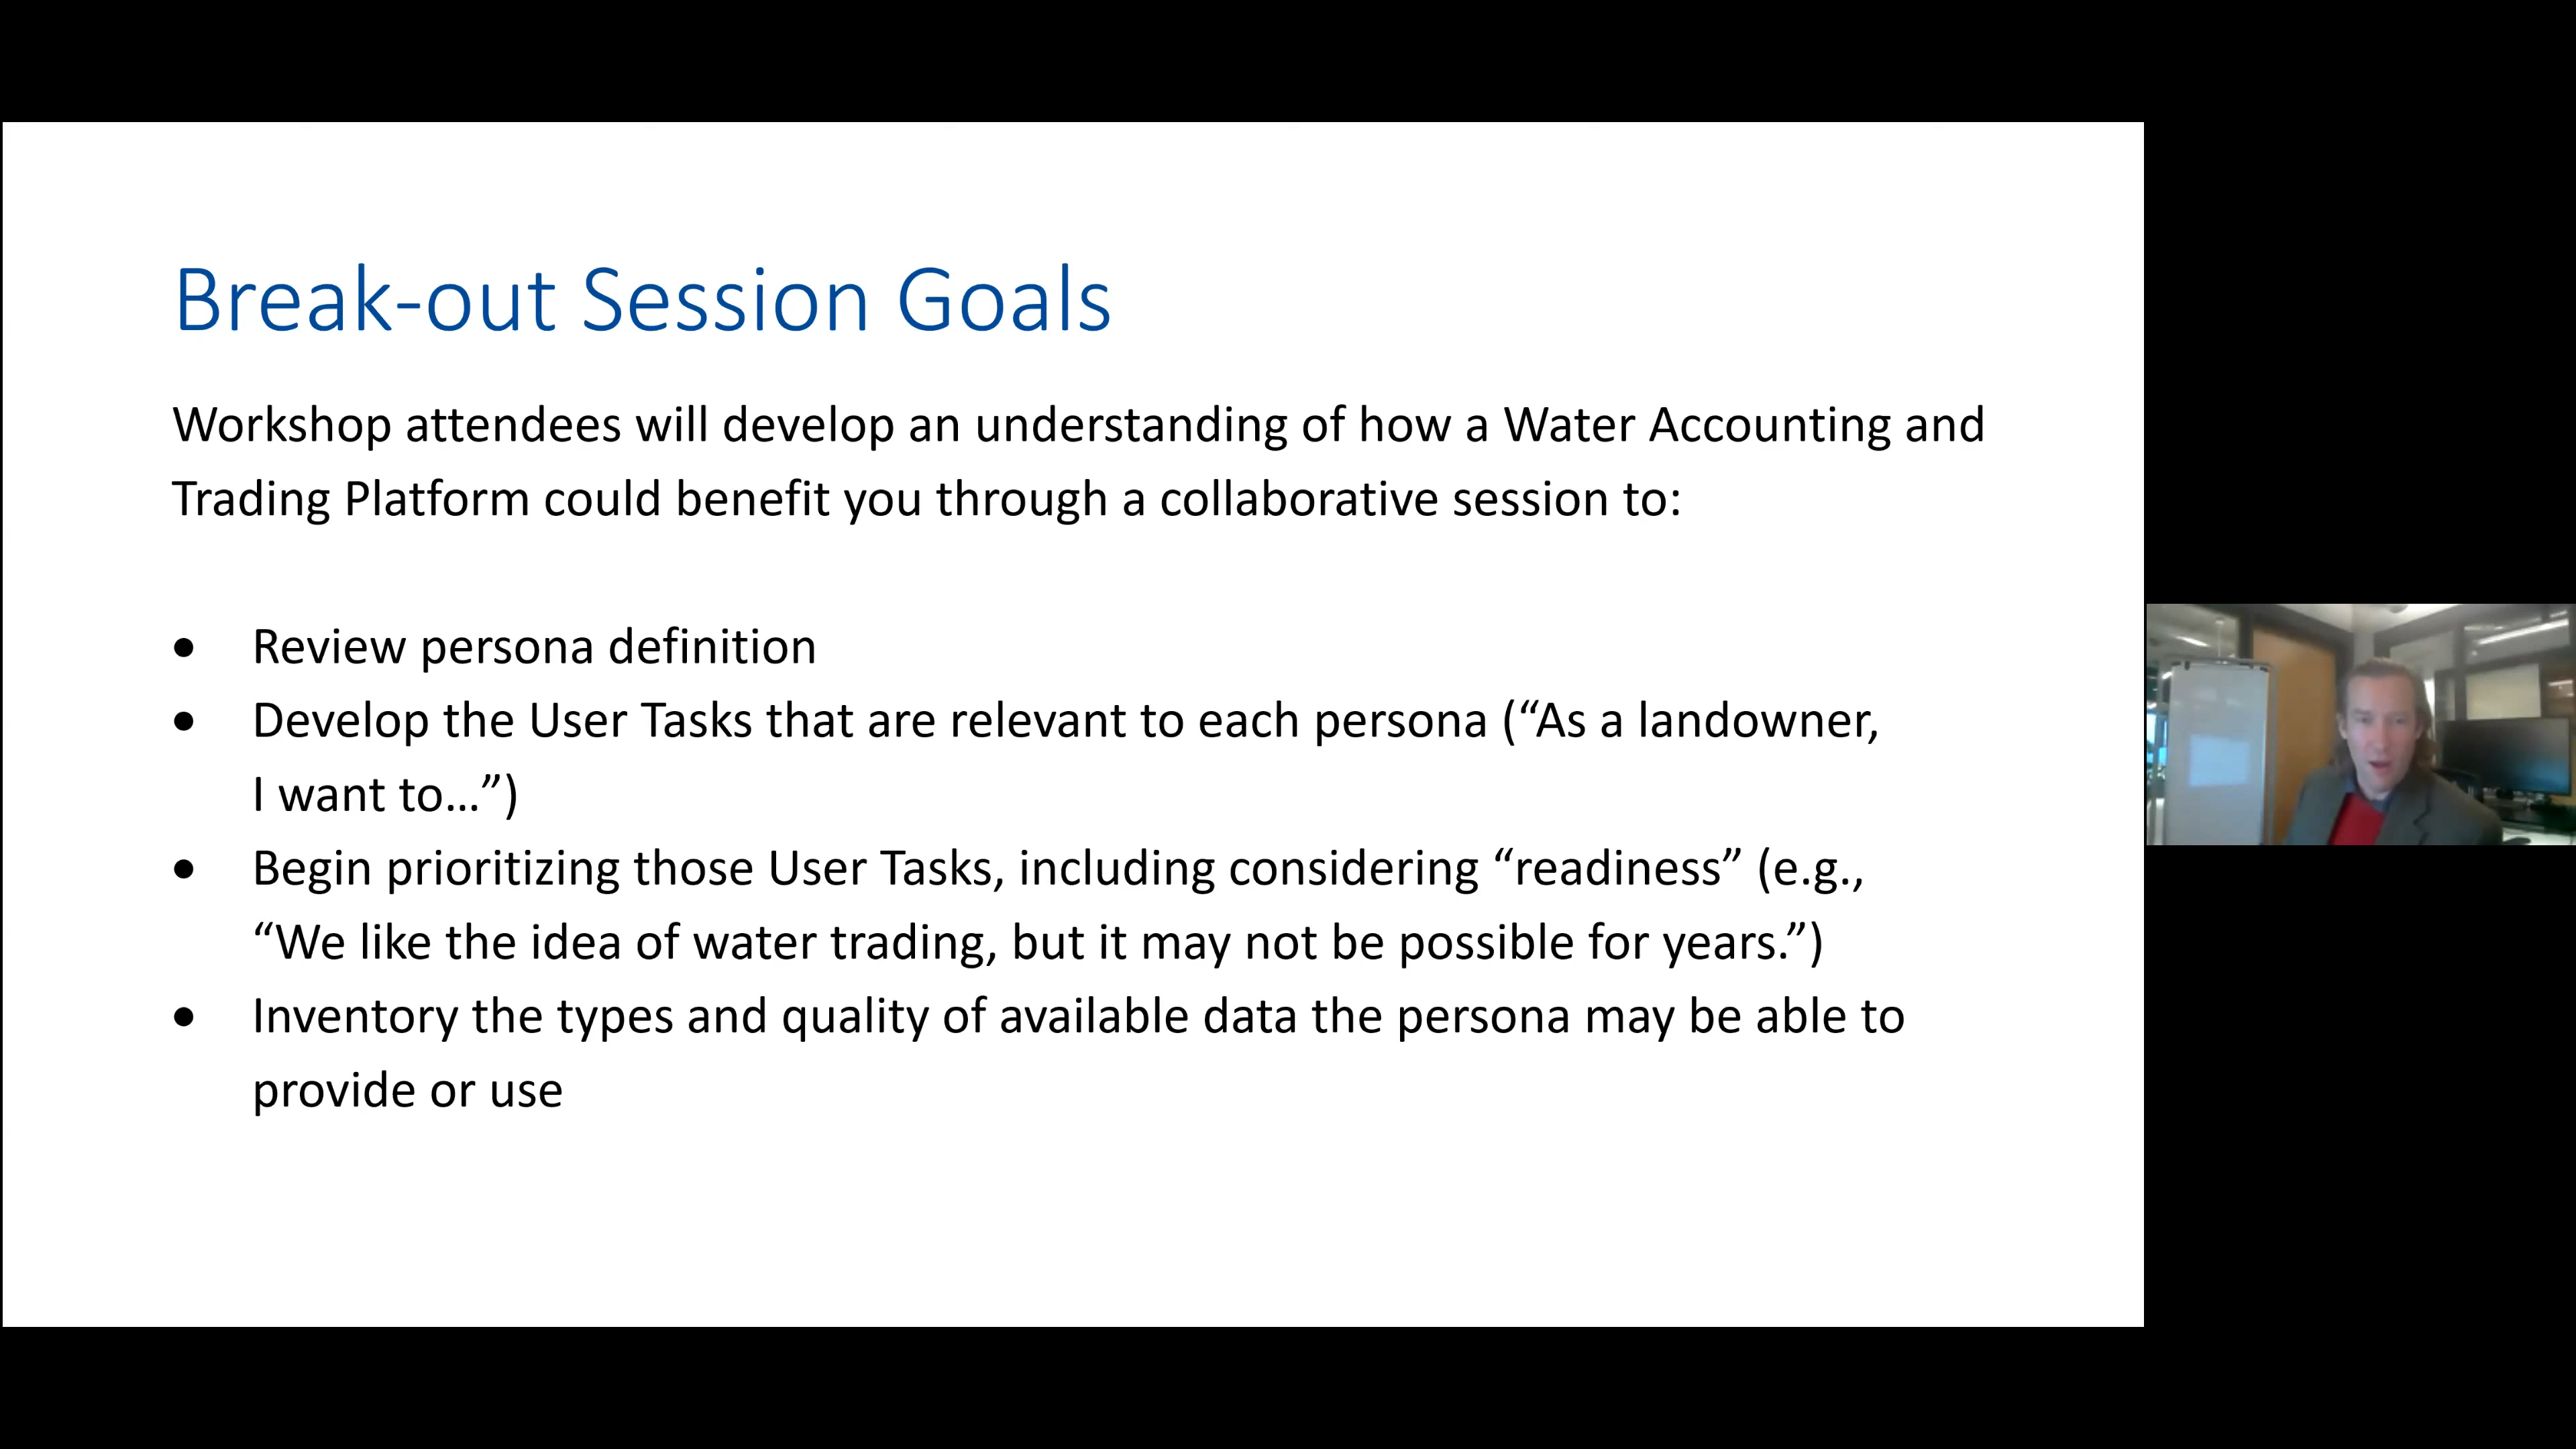 Break-out Session Goals
Workshop attendees will develop an understanding of how a Water Accounting and
Trading Platform could benefit you through a collaborative session to:
• Review persona definition
• Develop the User Tasks that are relevant to each persona (“As a landowner,
I want to…”)
• Begin prioritizing those User Tasks, including considering “readiness” (e.g.,
“We like the idea of water trading, but it may not be possible for years.”)
• Inventory the types and quality of available data the persona may be able to
provide or use